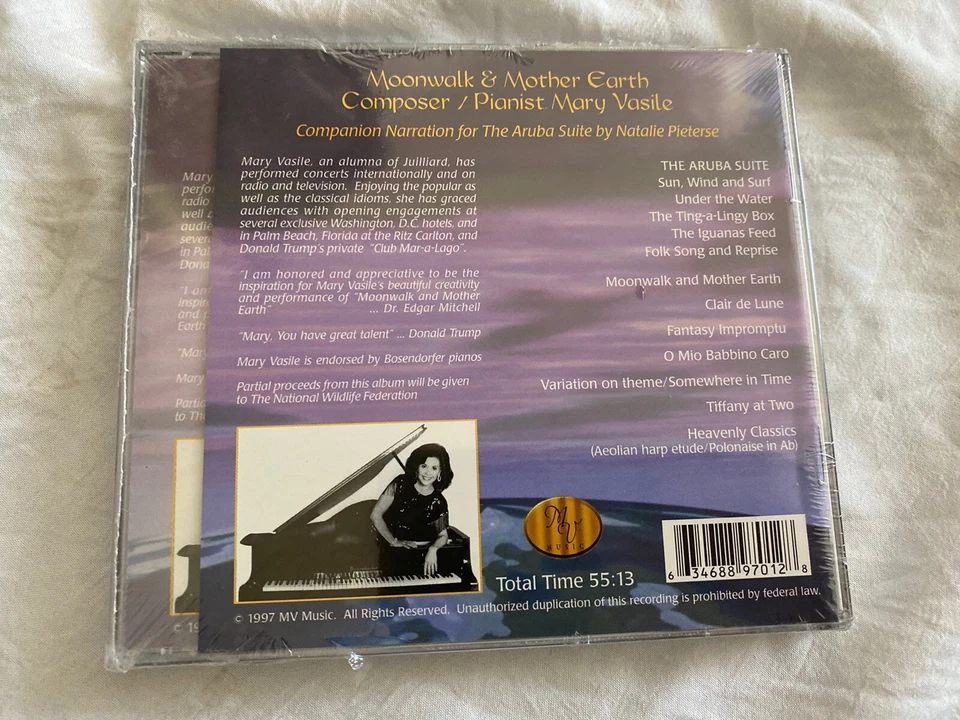 Moonwalk & Mother Earth
Composer / Pianist Mary Vasile
Companion Narration for The Aruba Suite by Natalie Pieterse
Mary Vasile, an alumna of Juilliard, has
performed concerts internationally and on
radio and television. Enjoying the popular as
well as the classical idioms, she has graced
audiences with opening engagements at
several exclusive Washington, D.C. hotels, and
in Palm Beach, Florida at the Ritz Carlton, and
Donald Trump's private "Club Mar-a-Lago".
"I am honored and appreciative to be the
inspiration for Mary Vasile's beautiful creativity
and performance of "Moonwalk and Mother
Earth" ... Dr. Edgar Mitchell
"Mary, You have great talent" ... Donald Trump
Mary Vasile is endorsed by Bosendorfer pianos
Partial proceeds from this album will be given
to The National Wildlife Federation
THE ARUBA SUITE
Sun, Wind and Surf
Under the Water
The Ting-a-Lingy Box
The Iguanas Feed
Folk Song and Reprise
Moonwalk and Mother Earth
Clair de Lune
Fantasy Impromptu
O Mio Babbino Caro
Variation on theme/Somewhere in Time
Tiffany at Two
Heavenly Classics
(Aeolian harp etude/Polonaise in Ab)
MV
MUSIC
Total Time 55:13
6 34688 97012 8
© 1997 MV Music. All Rights Reserved. Unauthorized duplication of this recording is prohibited by federal law.